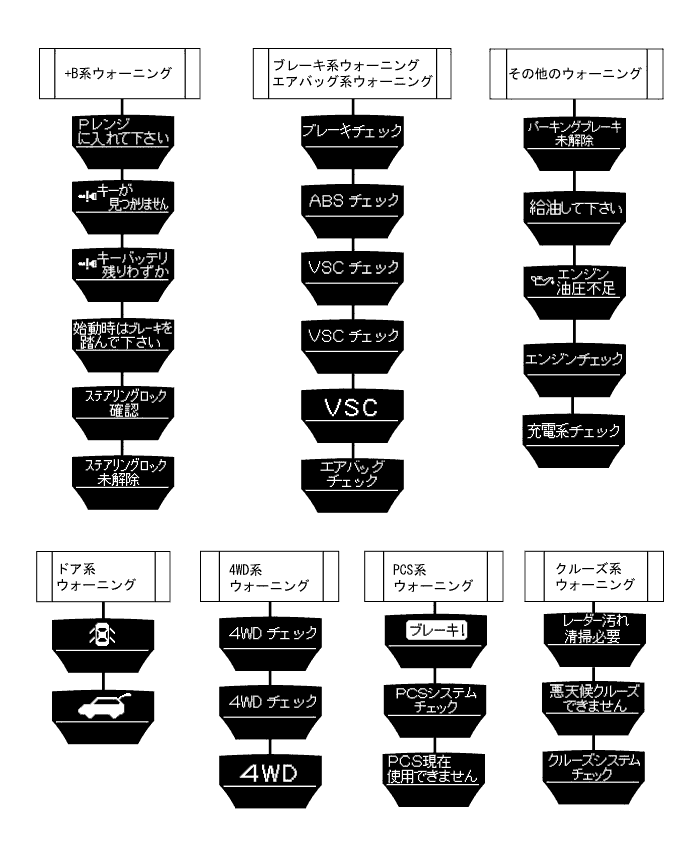 +B系ウォーニング
Pレンジ
に入れて下さい
キーが
見つかりません
キーバッテリ
残りわずか
始動時はブレーキを
踏んで下さい
ステアリングロック
確認
ステアリングロック
未解除
ブレーキ系ウォーニング
エアバッグ系ウォーニング
ブレーキチェック
ABS チェック
VSC チェック
VSC チェック
VSC
エアバッグ
チェック
その他のウォーニング
パーキングブレーキ
未解除
給油して下さい
エンジン
油圧不足
エンジンチェック
充電系チェック
ドア系
ウォーニング
4WD系
ウォーニング
4WD チェック
4WD チェック
4WD
PCS系
ウォーニング
ブレーキ!
PCSシステム
チェック
PCS現在
使用できません
クルーズ系
ウォーニング
レーダー汚れ
清掃必要
悪天候クルーズ
できません
クルーズシステム
チェック